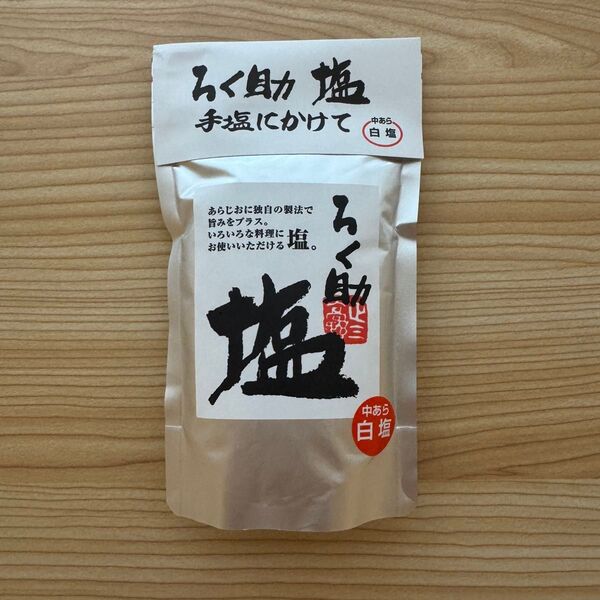 ろく助 塩
手塩にかけて
中あら
白塩
あらじおに独自の製法で
旨みをプラス。
いろいろな料理に
お使いいただける塩。
ろく助
塩
中あら
白塩